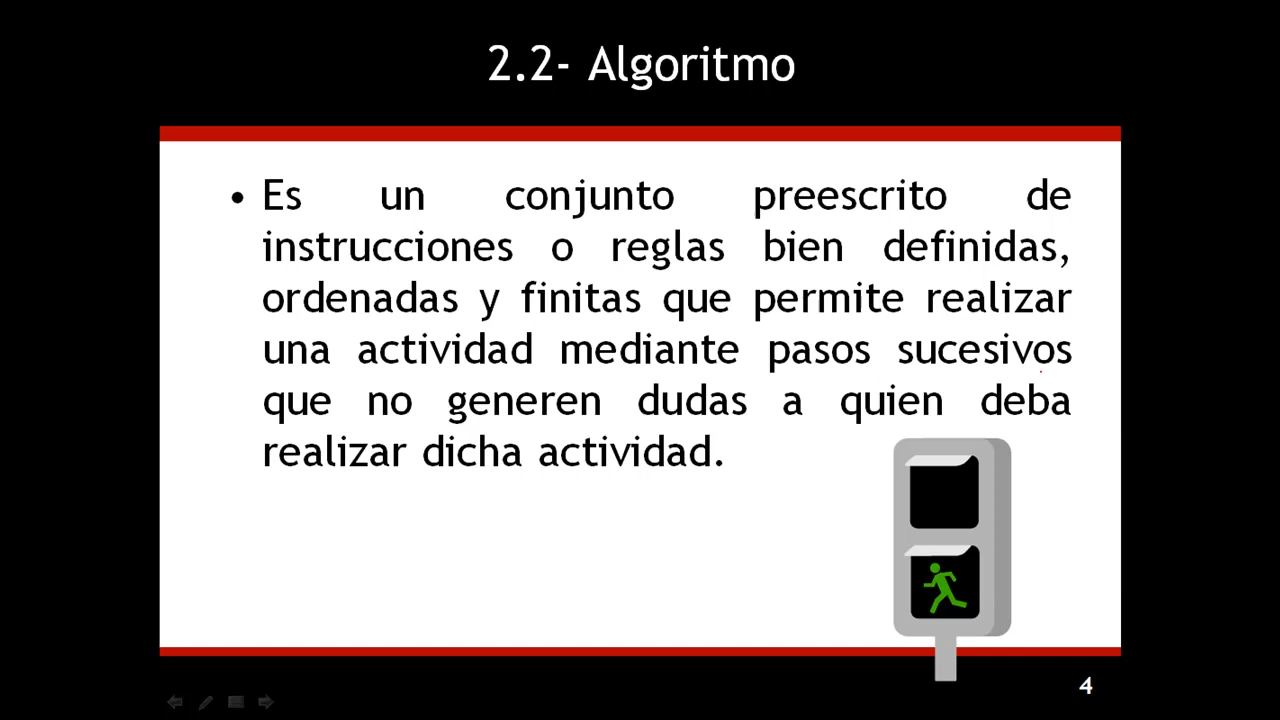 2.2- Algoritmo
• Es un conjunto preescrito de
instrucciones o reglas bien definidas,
ordenadas y finitas que permite realizar
una actividad mediante pasos sucesivos
que no generen dudas a quien deba
realizar dicha actividad.
4